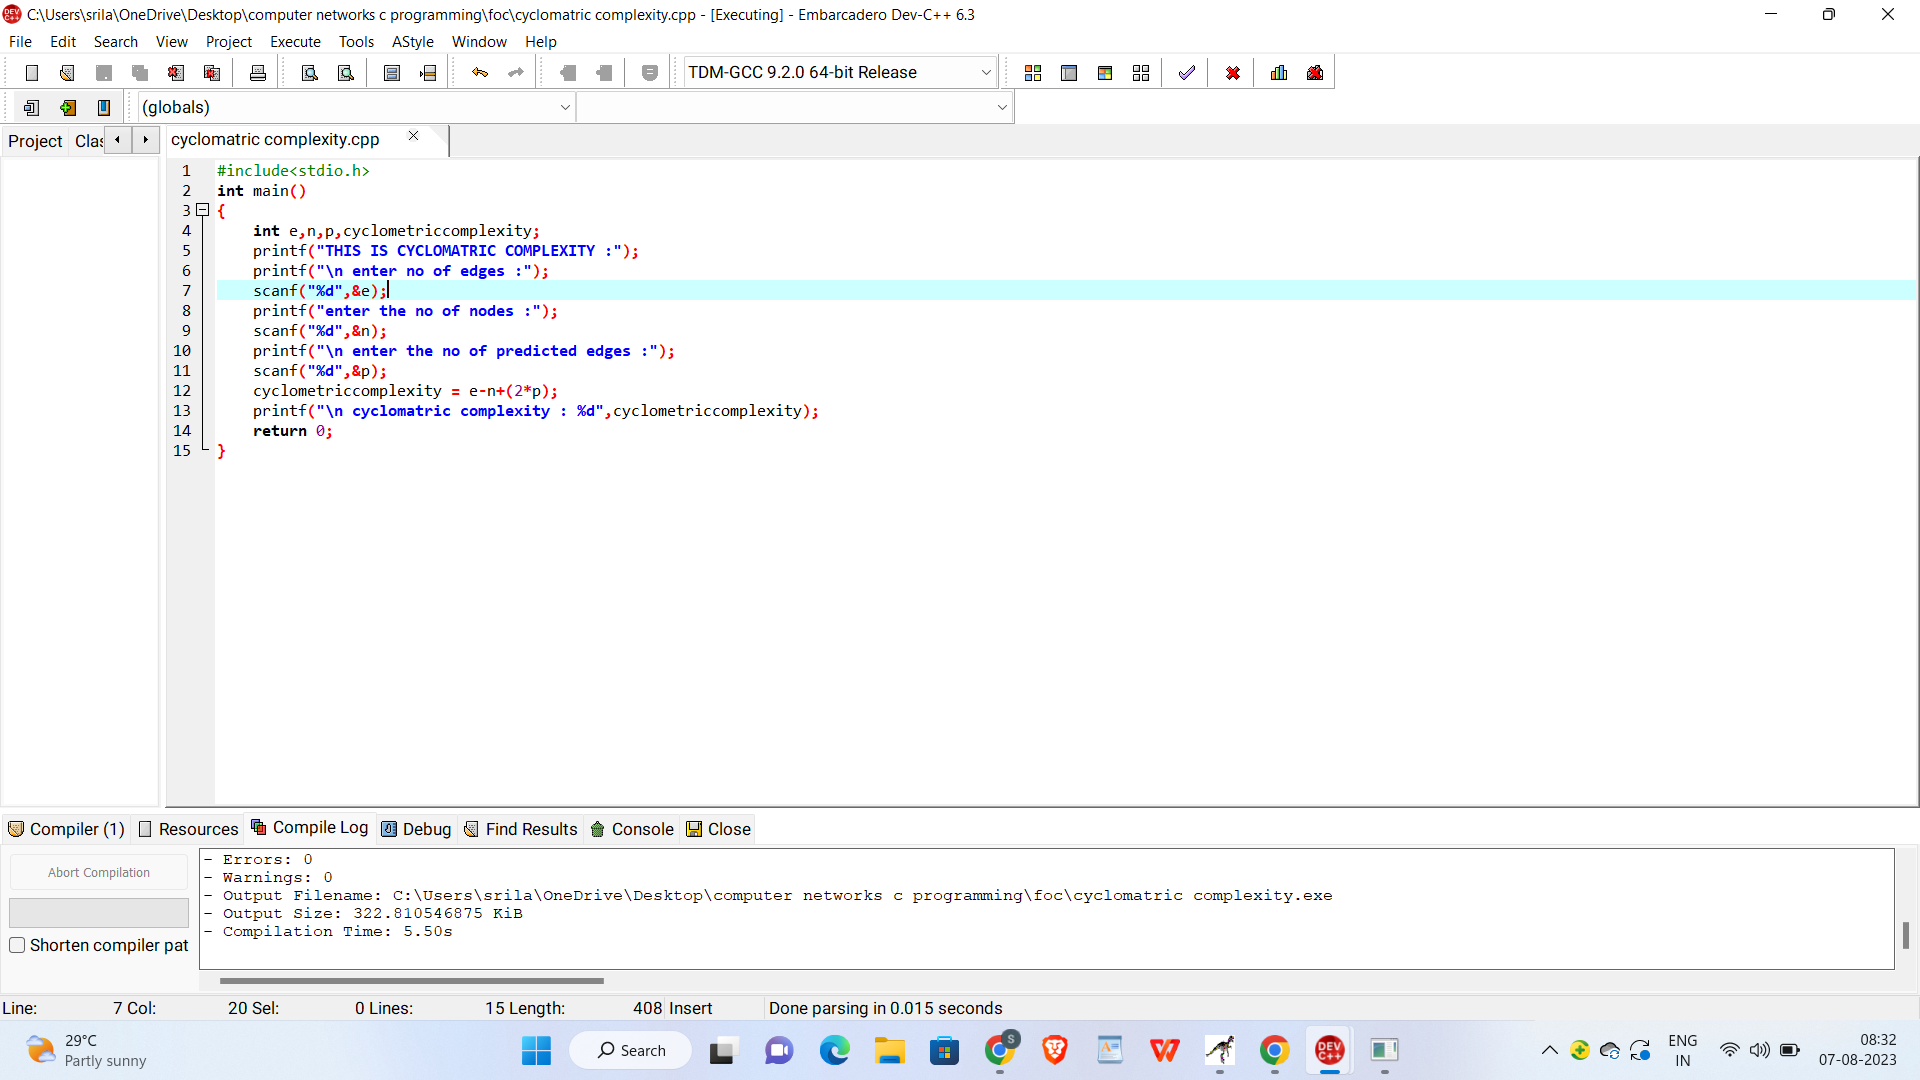 C:\Users\srila\OneDrive\Desktop\computer networks c programming\foc\cyclomatric complexity.cpp - [Executing] - Embarcadero Dev-C++ 6.3
File Edit Search View Project Execute Tools AStyle Window Help
TDM-GCC 9.2.0 64-bit Release
(globals)
Project Clas cyclomatric complexity.cpp
1 #include<stdio.h>
2 int main()
3 {
4 int e,n,p,cyclometriccomplexity;
5 printf("THIS IS CYCLOMATRIC COMPLEXITY :");
6 printf("\n enter no of edges :");
7 scanf("%d",&e);
8 printf("enter the no of nodes :");
9 scanf("%d",&n);
10 printf("\n enter the no of predicted edges :");
11 scanf("%d",&p);
12 cyclometriccomplexity = e-n+(2*p);
13 printf("\n cyclomatric complexity : %d",cyclometriccomplexity);
14 return 0;
15 }
Compiler (1) Resources Compile Log Debug Find Results Console Close
Abort Compilation
Shorten compiler pat
- Errors: 0
- Warnings: 0
- Output Filename: C:\Users\srila\OneDrive\Desktop\computer networks c programming\foc\cyclomatric complexity.exe
- Output Size: 322.810546875 KiB
- Compilation Time: 5.50s
Line: 7 Col: 20 Sel: 0 Lines: 15 Length: 408 Insert Done parsing in 0.015 seconds
29°C
Partly sunny
Search
S
DEV C++
ENG
IN
08:32
07-08-2023